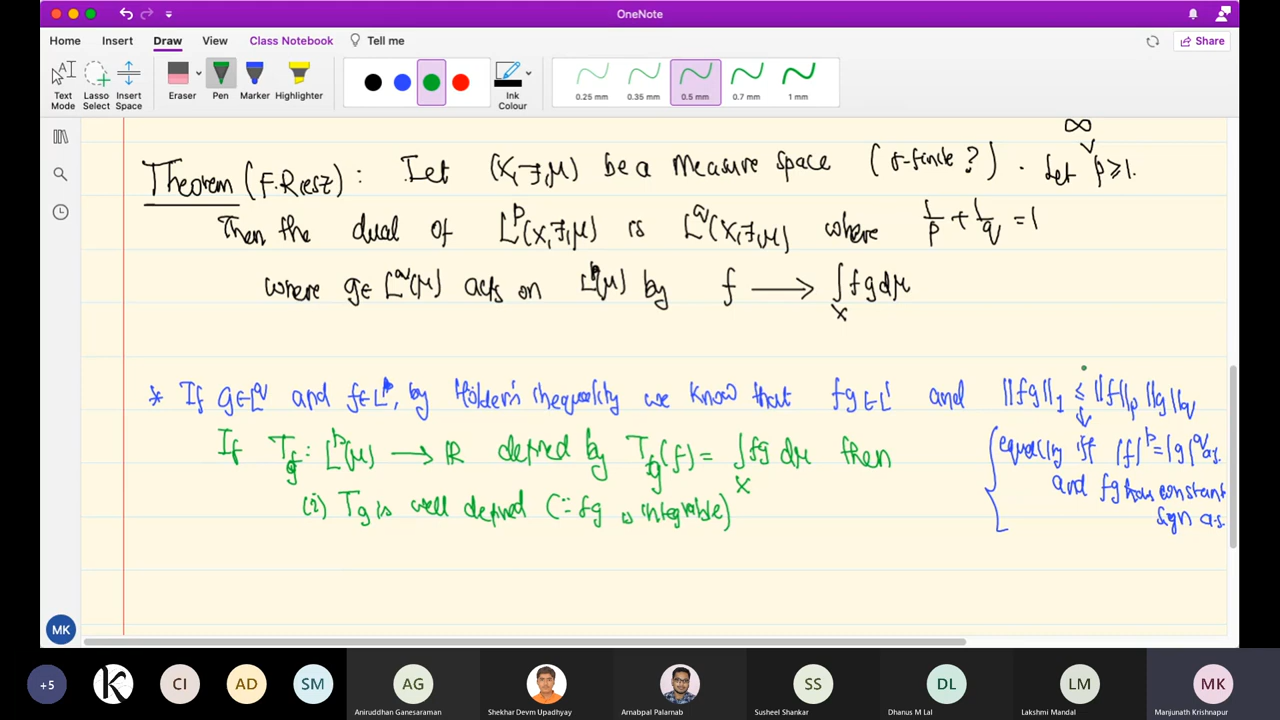 OneNote
Home Insert Draw View Class Notebook Tell me Share
Text Mode
Lasso Select
Insert Space
Eraser
Pen
Marker
Highlighter
Ink Colour
0.25 mm 0.35 mm 0.5 mm 0.7 mm 1 mm
Theorem (F. Riesz) : Let (X, F, μ) be a measure space (σ-finite ?) . Let ∞ > p ≥ 1.
Then the dual of L^p(X, F, μ) is L^q(X, F, μ) where 1/p + 1/q = 1
where g ∈ L^q(μ) acts on L^p(μ) by f ⟶ ∫_X fg dμ
* If g ∈ L^q and f ∈ L^p, by Hölder's inequality we know that fg ∈ L^1 and ||fg||_1 ≤ ||f||_p ||g||_q
equality iff |f|^p = |g|^q a.s.
and fg has constant
sign a.s.
If T_g : L^p(μ) ⟶ ℝ defined by T_g(f) = ∫_X fg dμ then
(i) T_g is well defined (∵ fg is integrable)
MK
+5 K CI AD SM AG SS DL LM MK
Aniruddhan Ganesaraman
Shekhar Devm Upadhyay
Arnabpal Palarnab
Susheel Shankar
Dhanus M Lal
Lakshmi Mandal
Manjunath Krishnapur